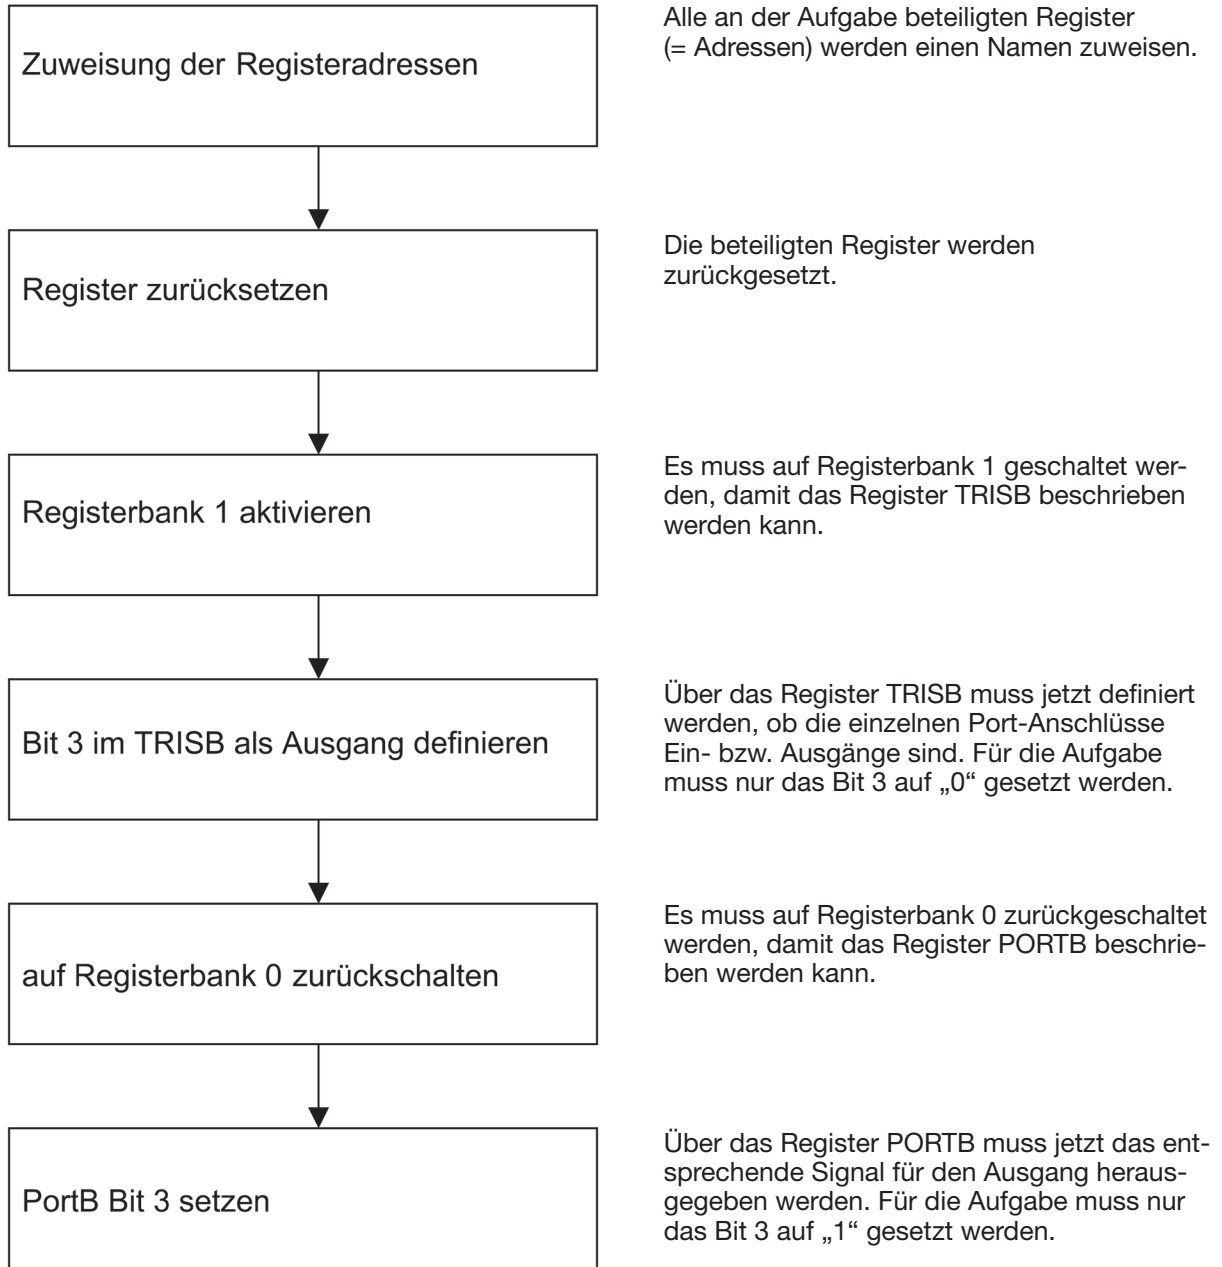 Zuweisung der Registeradressen
Alle an der Aufgabe beteiligten Register
(= Adressen) werden einen Namen zuweisen.
Register zurücksetzen
Die beteiligten Register werden
zurückgesetzt.
Registerbank 1 aktivieren
Es muss auf Registerbank 1 geschaltet wer-
den, damit das Register TRISB beschrieben
werden kann.
Bit 3 im TRISB als Ausgang definieren
Über das Register TRISB muss jetzt definiert
werden, ob die einzelnen Port-Anschlüsse
Ein- bzw. Ausgänge sind. Für die Aufgabe
muss nur das Bit 3 auf „0“ gesetzt werden.
auf Registerbank 0 zurückschalten
Es muss auf Registerbank 0 zurückgeschaltet
werden, damit das Register PORTB beschrie-
ben werden kann.
PortB Bit 3 setzen
Über das Register PORTB muss jetzt das ent-
sprechende Signal für den Ausgang heraus-
gegeben werden. Für die Aufgabe muss nur
das Bit 3 auf „1“ gesetzt werden.